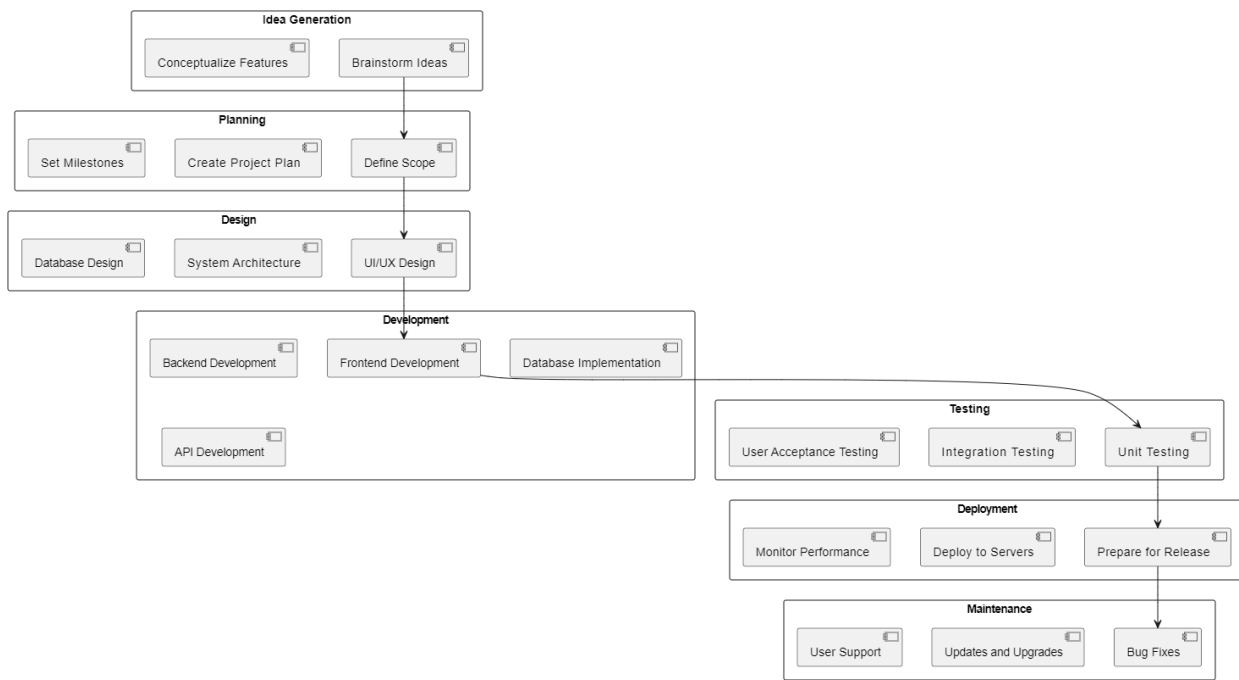 Idea Generation
Conceptualize Features
Brainstorm Ideas
Planning
Set Milestones
Create Project Plan
Define Scope
Design
Database Design
System Architecture
UI/UX Design
Development
Backend Development
Frontend Development
Database Implementation
API Development
Testing
User Acceptance Testing
Integration Testing
Unit Testing
Deployment
Monitor Performance
Deploy to Servers
Prepare for Release
Maintenance
User Support
Updates and Upgrades
Bug Fixes